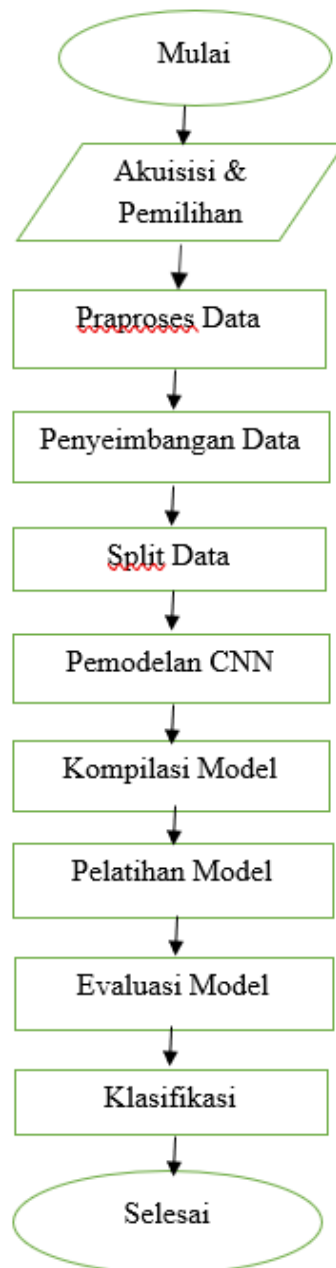 Mulai
Akuisisi &
Pemilihan
Praproses Data
Penyeimbangan Data
Split Data
Pemodelan CNN
Kompilasi Model
Pelatihan Model
Evaluasi Model
Klasifikasi
Selesai